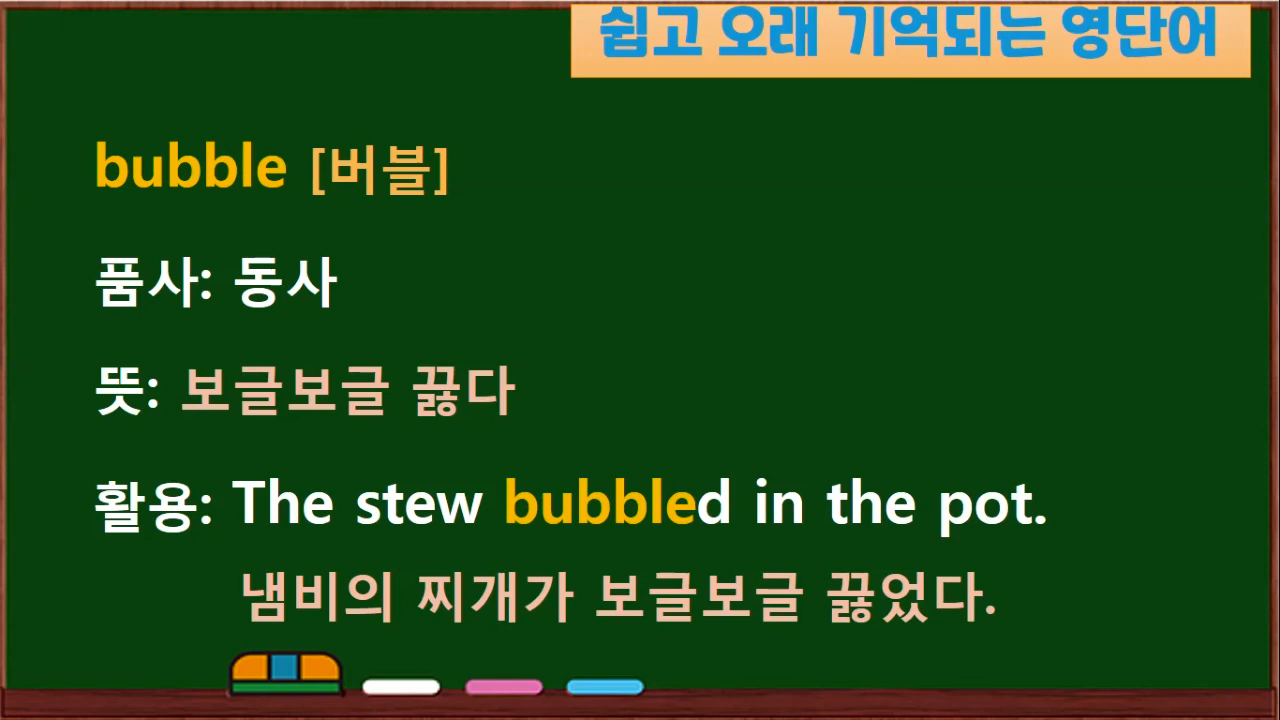 쉽고 오래 기억되는 영단어
bubble [버블]
품사: 동사
뜻: 보글보글 끓다
활용: The stew bubbled in the pot.
냄비의 찌개가 보글보글 끓었다.